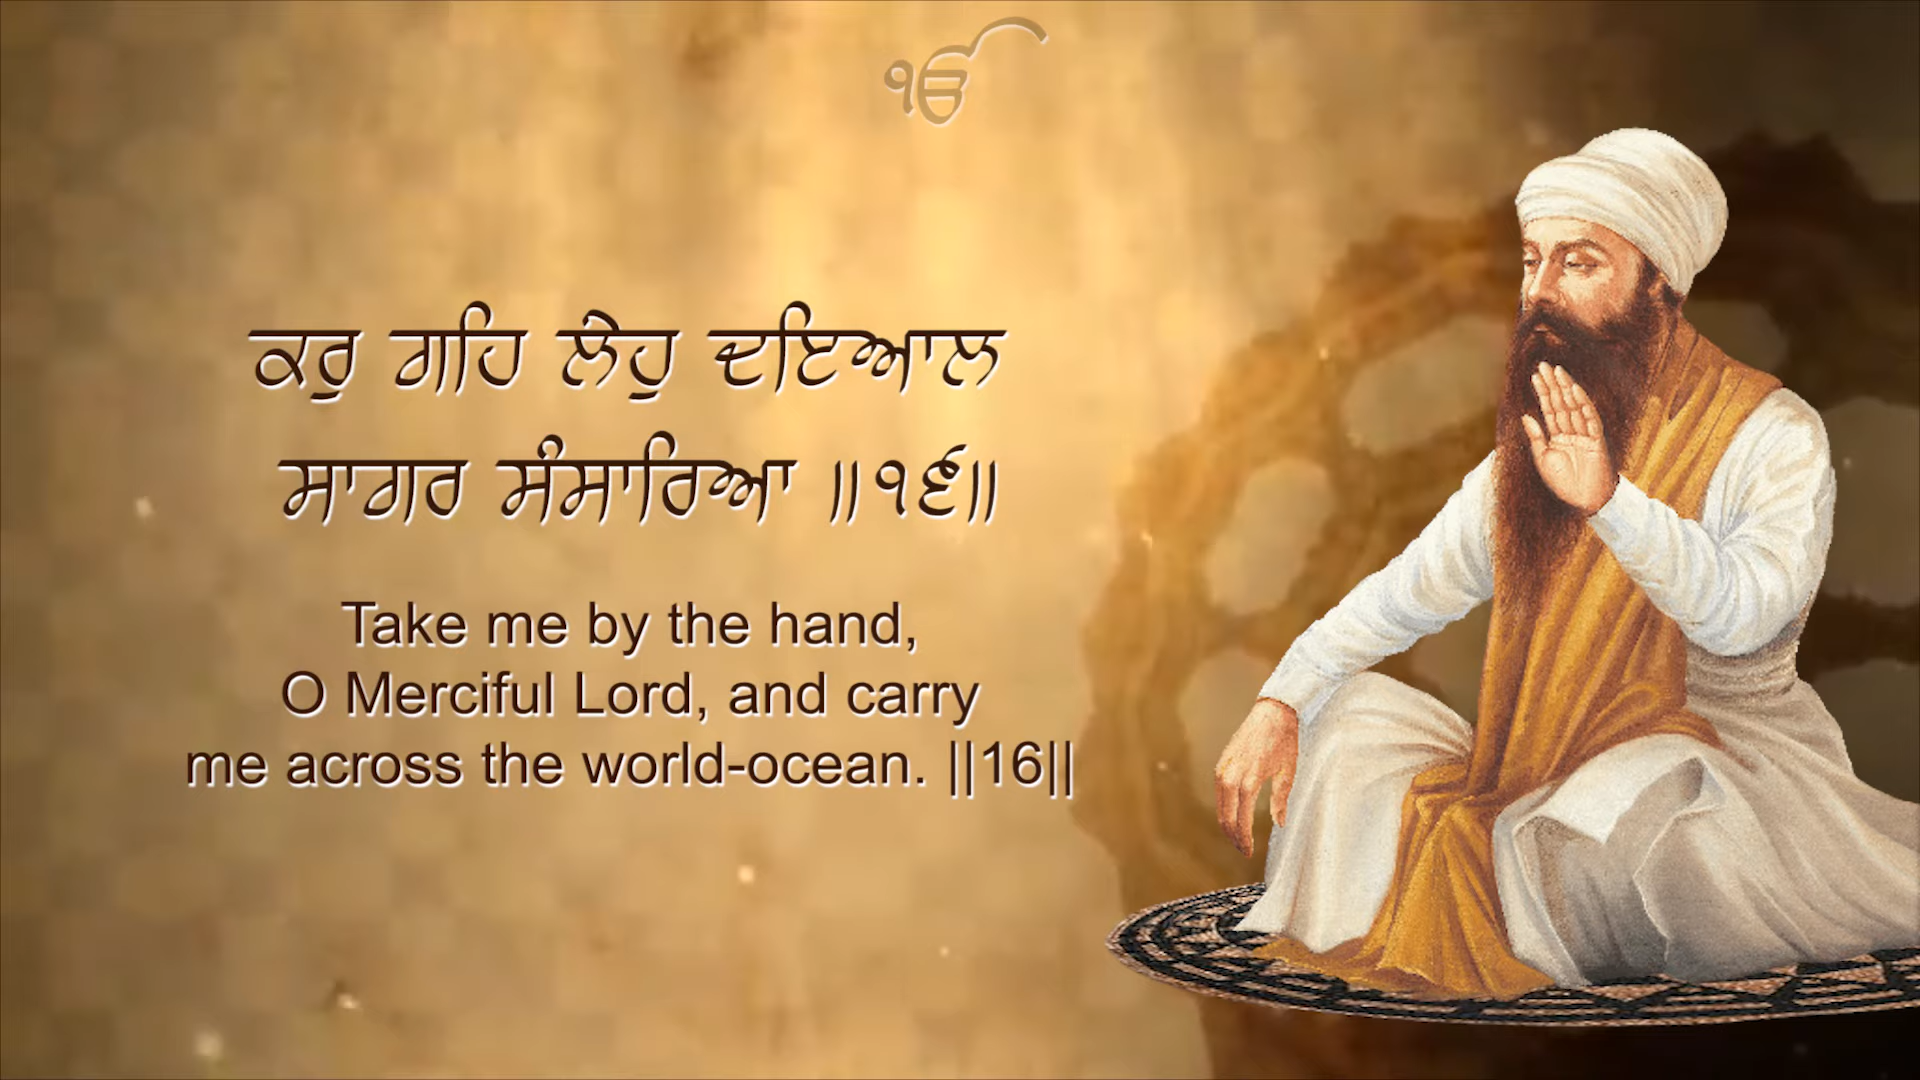 ੴ
ਕਰੁ ਗਹਿ ਲੇਹੁ ਦਇਆਲ
ਸਾਗਰ ਸੰਸਾਰਿਆ ॥੧੬॥
Take me by the hand,
O Merciful Lord, and carry
me across the world-ocean. ||16||